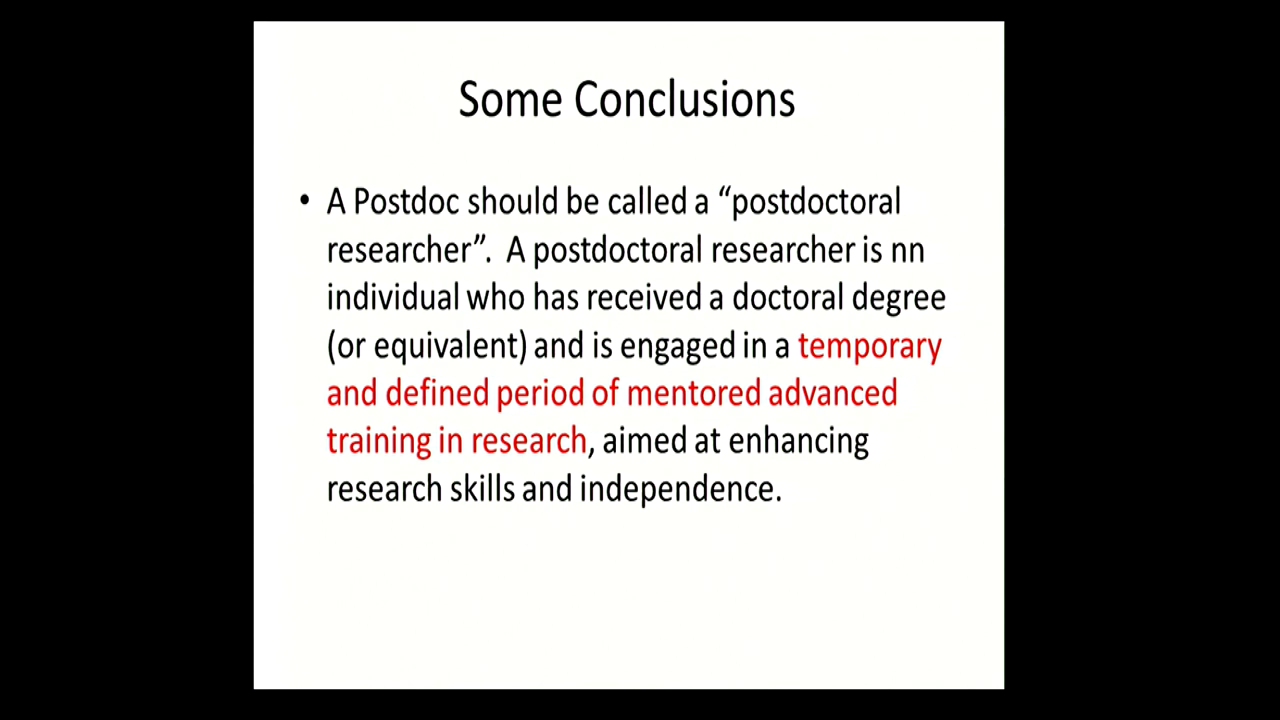 Some Conclusions
• A Postdoc should be called a “postdoctoral
researcher”. A postdoctoral researcher is nn
individual who has received a doctoral degree
(or equivalent) and is engaged in a temporary
and defined period of mentored advanced
training in research, aimed at enhancing
research skills and independence.